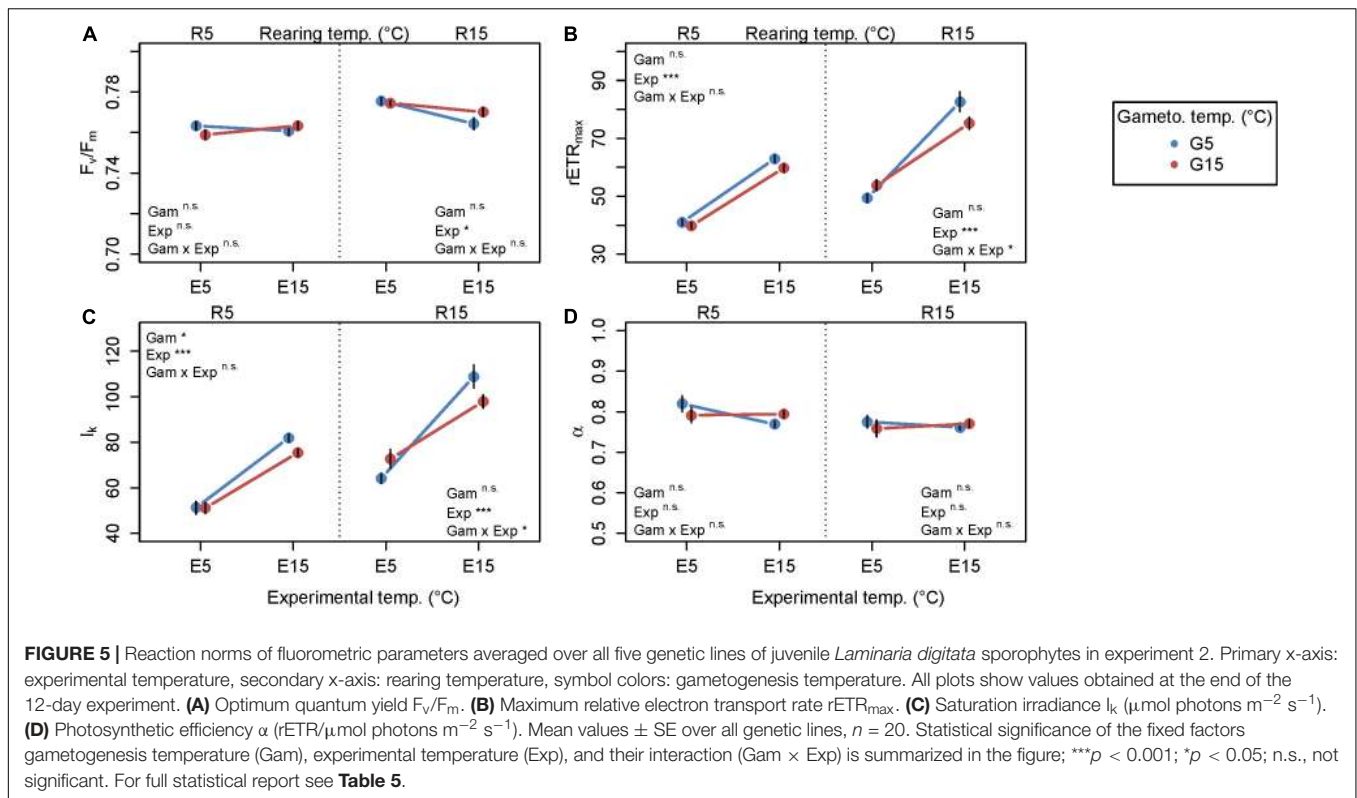 A
R5 Rearing temp. (°C) R15
Fv/Fm
0.78
0.74
0.70
Gam n.s.
Exp n.s.
Gam x Exp n.s.
Gam n.s.
Exp *
Gam x Exp n.s.
E5 E15 E5 E15
B
R5 Rearing temp. (°C) R15
rETRmax
90
70
50
30
Gam n.s.
Exp ***
Gam x Exp n.s.
Gam n.s.
Exp ***
Gam x Exp *
E5 E15 E5 E15
Gameto. temp. (°C)
G5
G15
C
R5 R15
Ik
120
100
80
60
40
Gam *
Exp ***
Gam x Exp n.s.
Gam n.s.
Exp ***
Gam x Exp *
E5 E15 E5 E15
Experimental temp. (°C)
D
R5 R15
α
1.0
0.9
0.8
0.7
0.6
0.5
Gam n.s.
Exp n.s.
Gam x Exp n.s.
Gam n.s.
Exp n.s.
Gam x Exp n.s.
E5 E15 E5 E15
Experimental temp. (°C)
FIGURE 5 | Reaction norms of fluorometric parameters averaged over all five genetic lines of juvenile Laminaria digitata sporophytes in experiment 2. Primary x-axis:
experimental temperature, secondary x-axis: rearing temperature, symbol colors: gametogenesis temperature. All plots show values obtained at the end of the
12-day experiment. (A) Optimum quantum yield Fv/Fm. (B) Maximum relative electron transport rate rETRmax. (C) Saturation irradiance Ik (μmol photons m−2 s−1).
(D) Photosynthetic efficiency α (rETR/μmol photons m−2 s−1). Mean values ± SE over all genetic lines, n = 20. Statistical significance of the fixed factors
gametogenesis temperature (Gam), experimental temperature (Exp), and their interaction (Gam × Exp) is summarized in the figure; ***p < 0.001; *p < 0.05; n.s., not
significant. For full statistical report see Table 5.